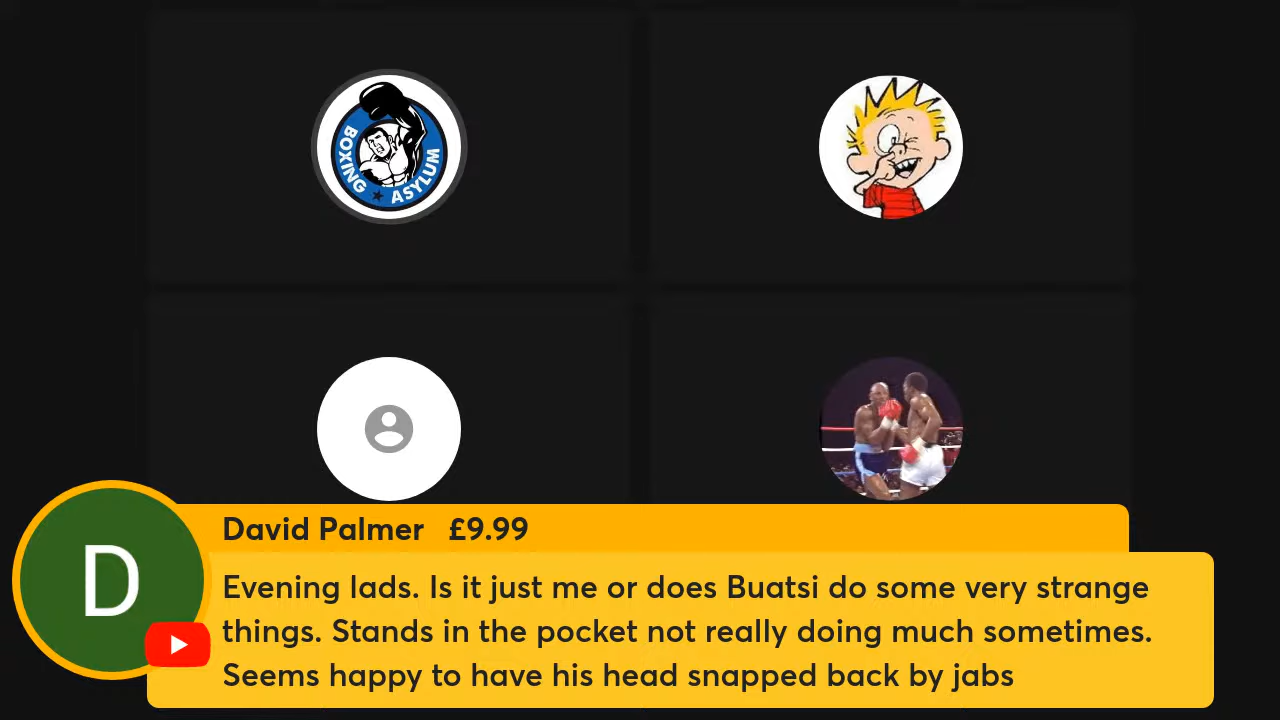 BOXING
ASYLUM
David Palmer £9.99
D
Evening lads. Is it just me or does Buatsi do some very strange
things. Stands in the pocket not really doing much sometimes.
Seems happy to have his head snapped back by jabs